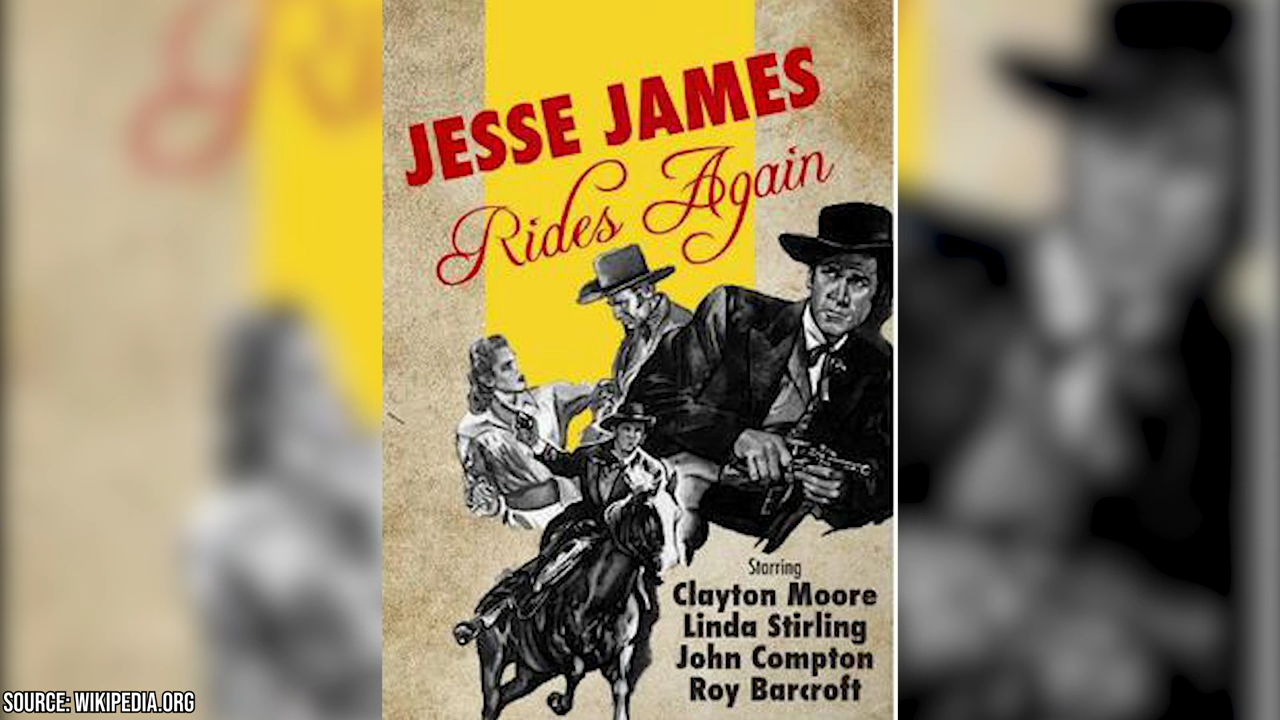 JESSE JAMES
Rides Again
Starring
Clayton Moore
Linda Stirling
John Compton
Roy Barcroft
SOURCE: WIKIPEDIA.ORG